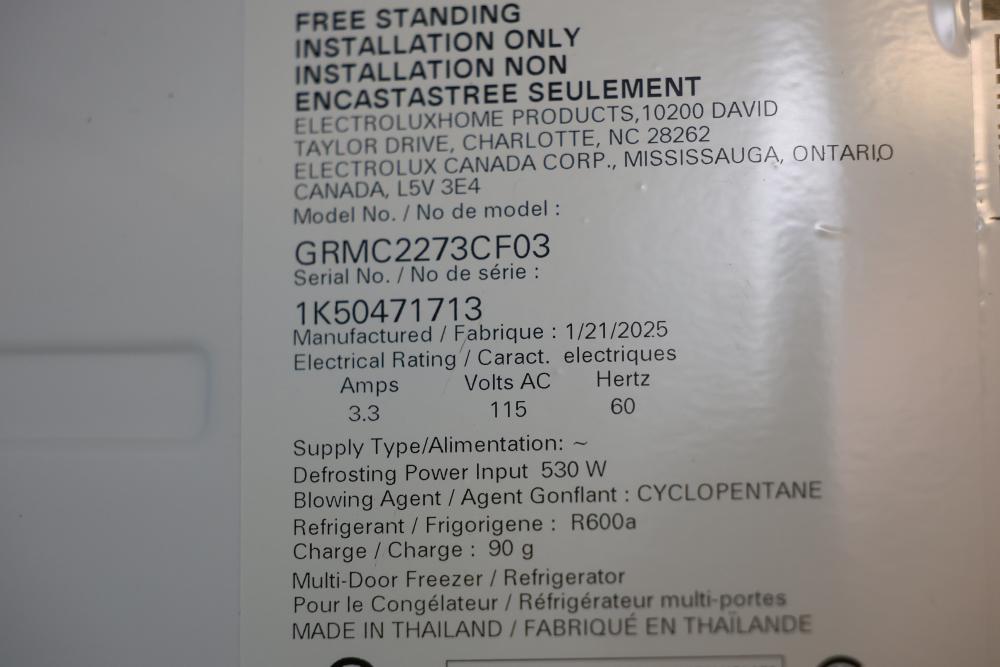 FREE STANDING
INSTALLATION ONLY
INSTALLATION NON
ENCASTASTREE SEULEMENT
ELECTROLUXHOME PRODUCTS,10200 DAVID
TAYLOR DRIVE, CHARLOTTE, NC 28262
ELECTROLUX CANADA CORP., MISSISSAUGA, ONTARIO
CANADA, L5V 3E4
Model No. / No de model :
GRMC2273CF03
Serial No. / No de série :
1K50471713
Manufactured / Fabrique : 1/21/2025
Electrical Rating / Caract. electriques
Amps Volts AC Hertz
3.3 115 60
Supply Type/Alimentation: ~
Defrosting Power Input 530 W
Blowing Agent / Agent Gonflant : CYCLOPENTANE
Refrigerant / Frigorigene : R600a
Charge / Charge : 90 g
Multi-Door Freezer / Refrigerator
Pour le Congélateur / Réfrigérateur multi-portes
MADE IN THAILAND / FABRIQUÉ EN THAÏLANDE